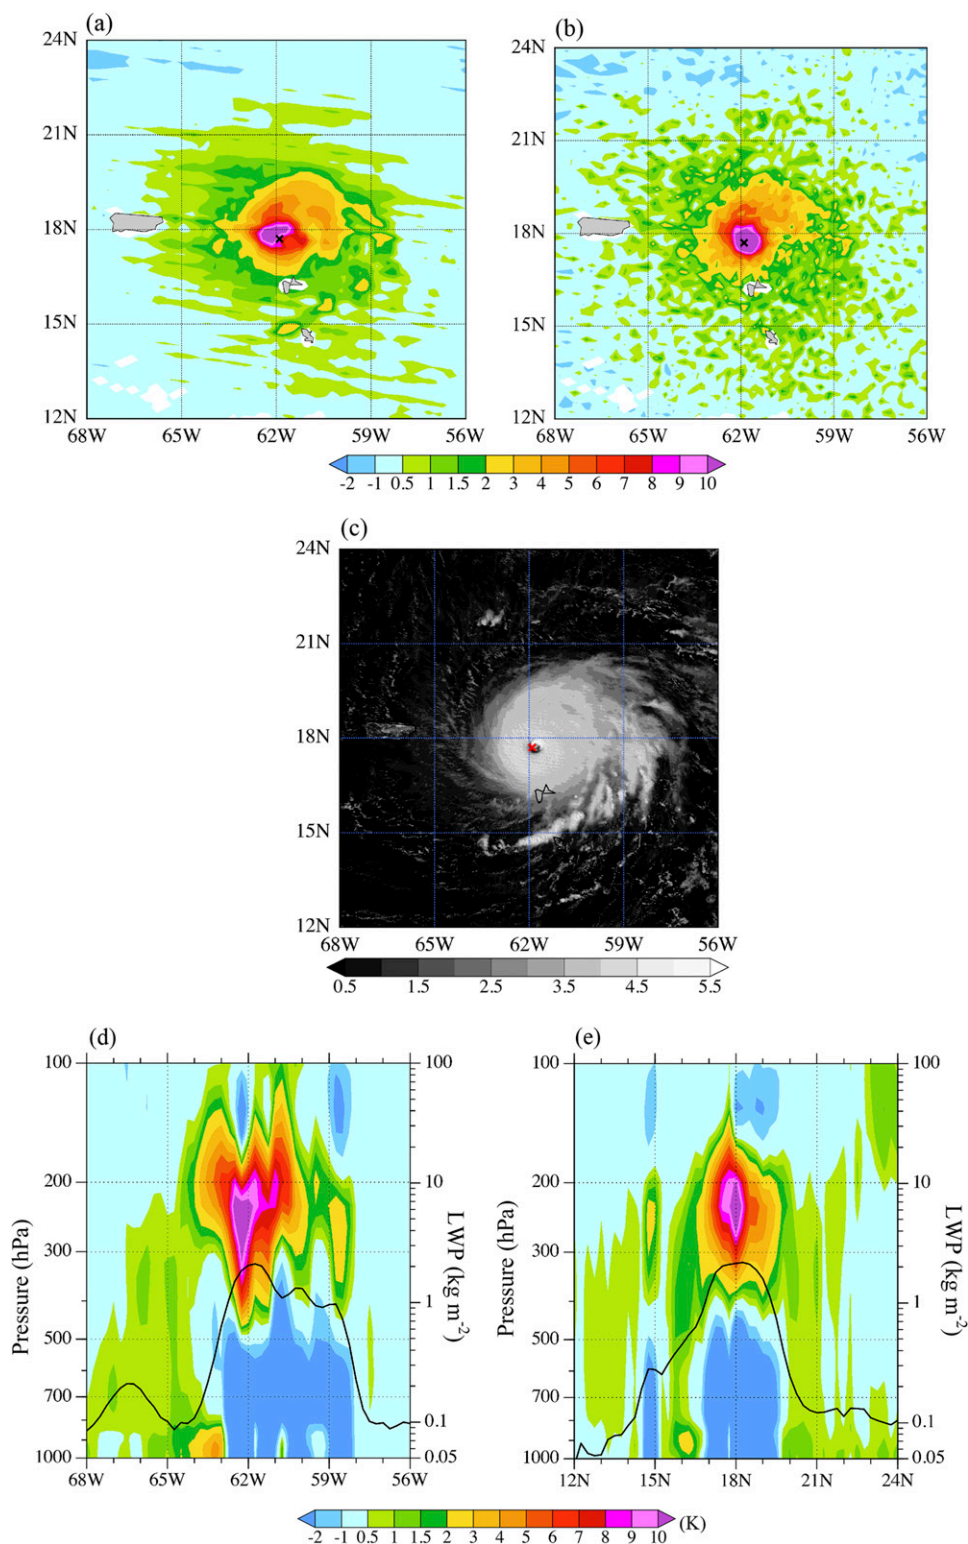 (a)
(b)
24N
21N
18N
15N
12N
68W 65W 62W 59W 56W
24N
21N
18N
15N
12N
68W 65W 62W 59W 56W
-2 -1 0.5 1 1.5 2 3 4 5 6 7 8 9 10
(c)
24N
21N
18N
15N
12N
68W 65W 62W 59W 56W
0.5 1.5 2.5 3.5 4.5 5.5
(d)
Pressure (hPa)
100
200
300
500
700
1000
68W 65W 62W 59W 56W
100
10
1
0.1
0.05
LWP (kg m-2)
(e)
Pressure (hPa)
100
200
300
500
700
1000
12N 15N 18N 21N 24N
100
10
1
0.1
0.05
LWP (kg m-2)
-2 -1 0.5 1 2 3 4 5 6 7 8 9 10 (K)